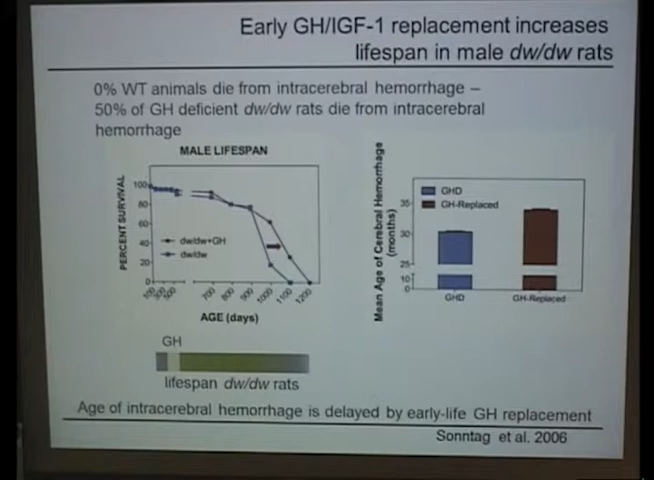 Early GH/IGF-1 replacement increases
lifespan in male dw/dw rats
0% WT animals die from intracerebral hemorrhage –
50% of GH deficient dw/dw rats die from intracerebral
hemorrhage
MALE LIFESPAN
PERCENT SURVIVAL
100
80
60
40
20
0
dw/dw+GH
dw/dw
100 300 500 700 800 900 1000 1100 1200
AGE (days)
Mean Age of Cerebral Hemorrhage
(months)
35
30
25
10
0
GHD
GH-Replaced
GHD GH-Replaced
GH
lifespan dw/dw rats
Age of intracerebral hemorrhage is delayed by early-life GH replacement
Sonntag et al. 2006